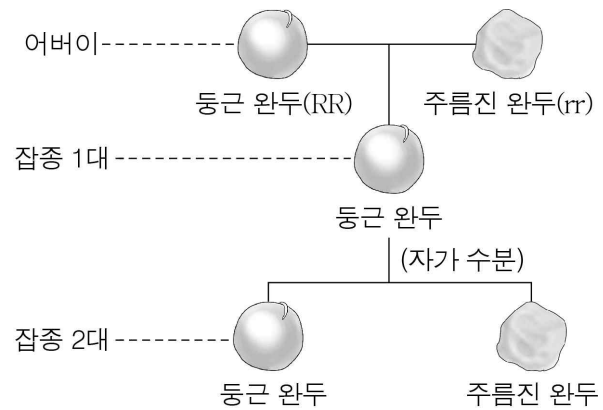 어버이
둥근 완두(RR) 주름진 완두(rr)
잡종 1대
둥근 완두
(자가 수분)
잡종 2대
둥근 완두 주름진 완두